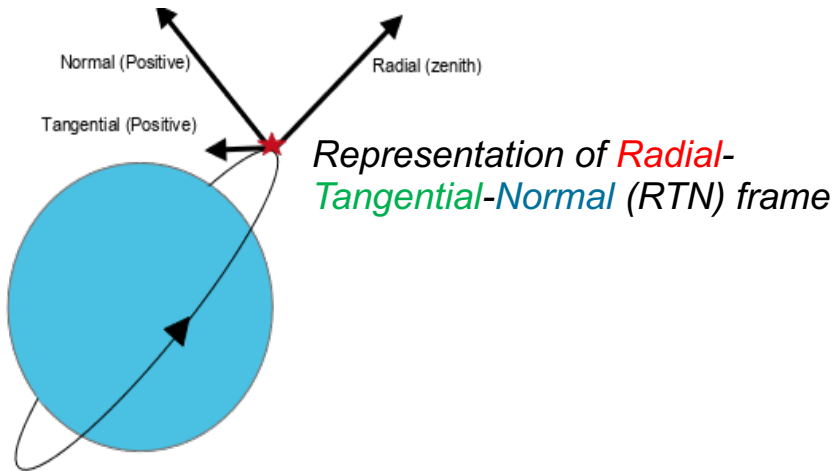 Normal (Positive)
Radial (zenith)
Tangential (Positive)
Representation of Radial-
Tangential-Normal (RTN) frame